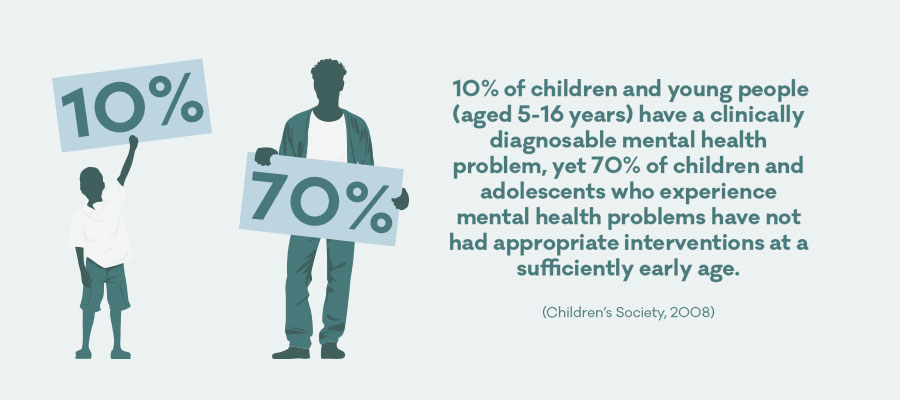 10%
70%
10% of children and young people
(aged 5-16 years) have a clinically
diagnosable mental health
problem, yet 70% of children and
adolescents who experience
mental health problems have not
had appropriate interventions at a
sufficiently early age.
(Children’s Society, 2008)